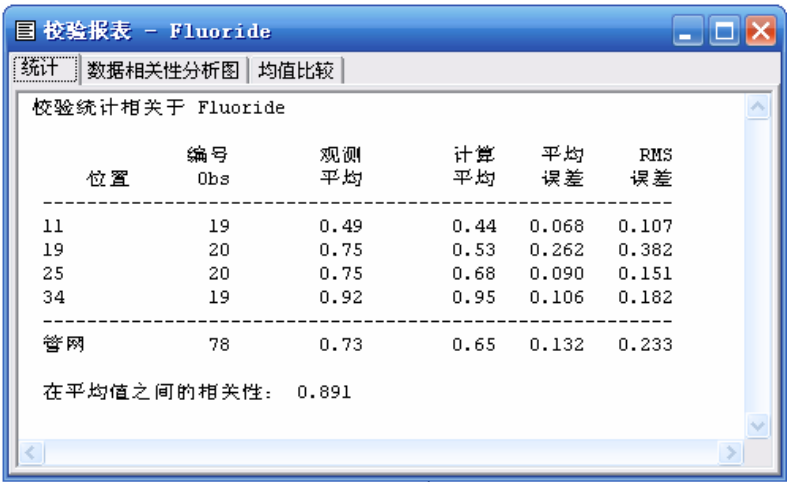 校验报表 - Fluoride
统计 数据相关性分析图 均值比较
校验统计相关于 Fluoride
编号 观测 计算 平均 RMS
位置 Obs 平均 平均 误差 误差
-----------------------------------------------------
11 19 0.49 0.44 0.068 0.107
19 20 0.75 0.53 0.262 0.382
25 20 0.75 0.68 0.090 0.151
34 19 0.92 0.95 0.106 0.182
-----------------------------------------------------
管网 78 0.73 0.65 0.132 0.233
在平均值之间的相关性: 0.891